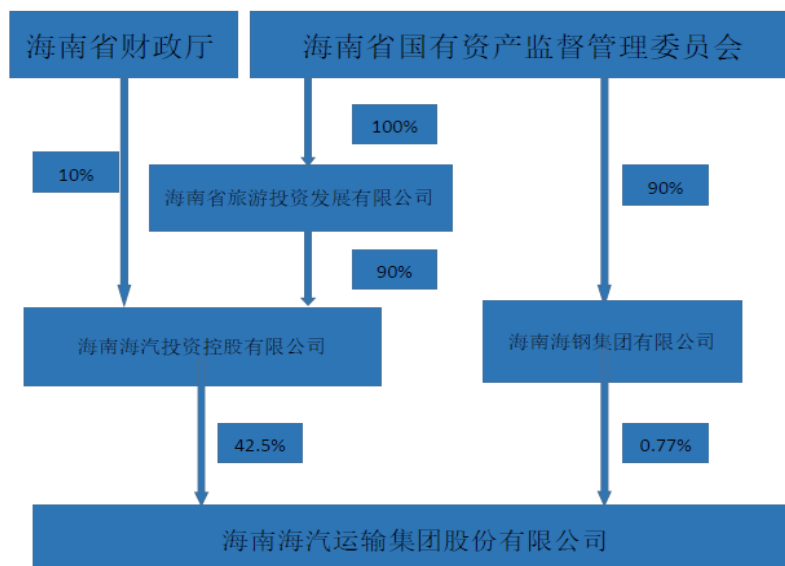 海南省财政厅
海南省国有资产监督管理委员会
100%
10%
海南省旅游投资发展有限公司
90%
90%
海南海汽投资控股有限公司
海南海钢集团有限公司
42.5%
0.77%
海南海汽运输集团股份有限公司